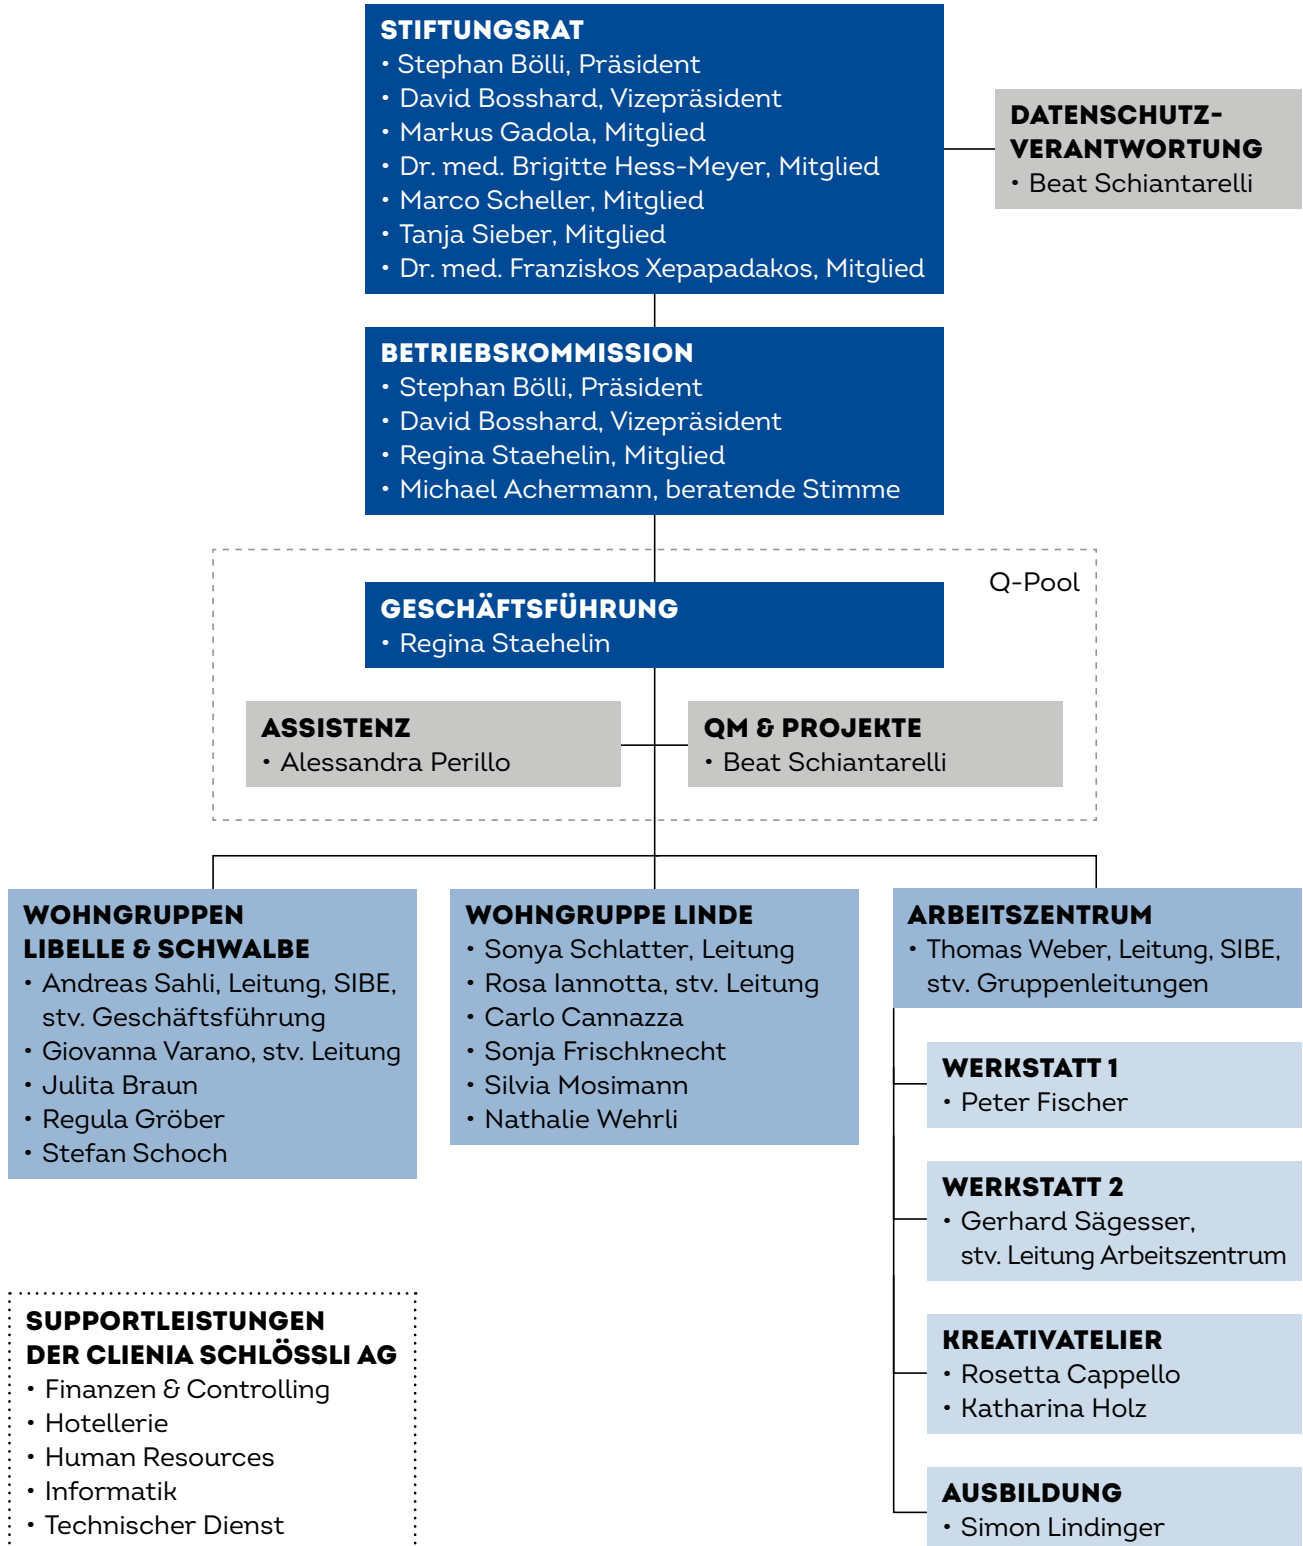 STIFTUNGSRAT
• Stephan Bölli, Präsident
• David Bosshard, Vizepräsident
• Markus Gadola, Mitglied
• Dr. med. Brigitte Hess-Meyer, Mitglied
• Marco Scheller, Mitglied
• Tanja Sieber, Mitglied
• Dr. med. Franziskos Xepapadakos, Mitglied
DATENSCHUTZ-
VERANTWORTUNG
• Beat Schiantarelli
BETRIEBSKOMMISSION
• Stephan Bölli, Präsident
• David Bosshard, Vizepräsident
• Regina Staehelin, Mitglied
• Michael Achermann, beratende Stimme
Q-Pool
GESCHÄFTSFÜHRUNG
• Regina Staehelin
ASSISTENZ
• Alessandra Perillo
QM & PROJEKTE
• Beat Schiantarelli
WOHNGRUPPEN
LIBELLE & SCHWALBE
• Andreas Sahli, Leitung, SIBE,
stv. Geschäftsführung
• Giovanna Varano, stv. Leitung
• Julita Braun
• Regula Gröber
• Stefan Schoch
WOHNGRUPPE LINDE
• Sonya Schlatter, Leitung
• Rosa Iannotta, stv. Leitung
• Carlo Cannazza
• Sonja Frischknecht
• Silvia Mosimann
• Nathalie Wehrli
ARBEITSZENTRUM
• Thomas Weber, Leitung, SIBE,
stv. Gruppenleitungen
WERKSTATT 1
• Peter Fischer
WERKSTATT 2
• Gerhard Sägesser,
stv. Leitung Arbeitszentrum
KREATIVATELIER
• Rosetta Cappello
• Katharina Holz
AUSBILDUNG
• Simon Lindinger
SUPPORTLEISTUNGEN
DER CLIENIA SCHLÖSSLI AG
• Finanzen & Controlling
• Hotellerie
• Human Resources
• Informatik
• Technischer Dienst